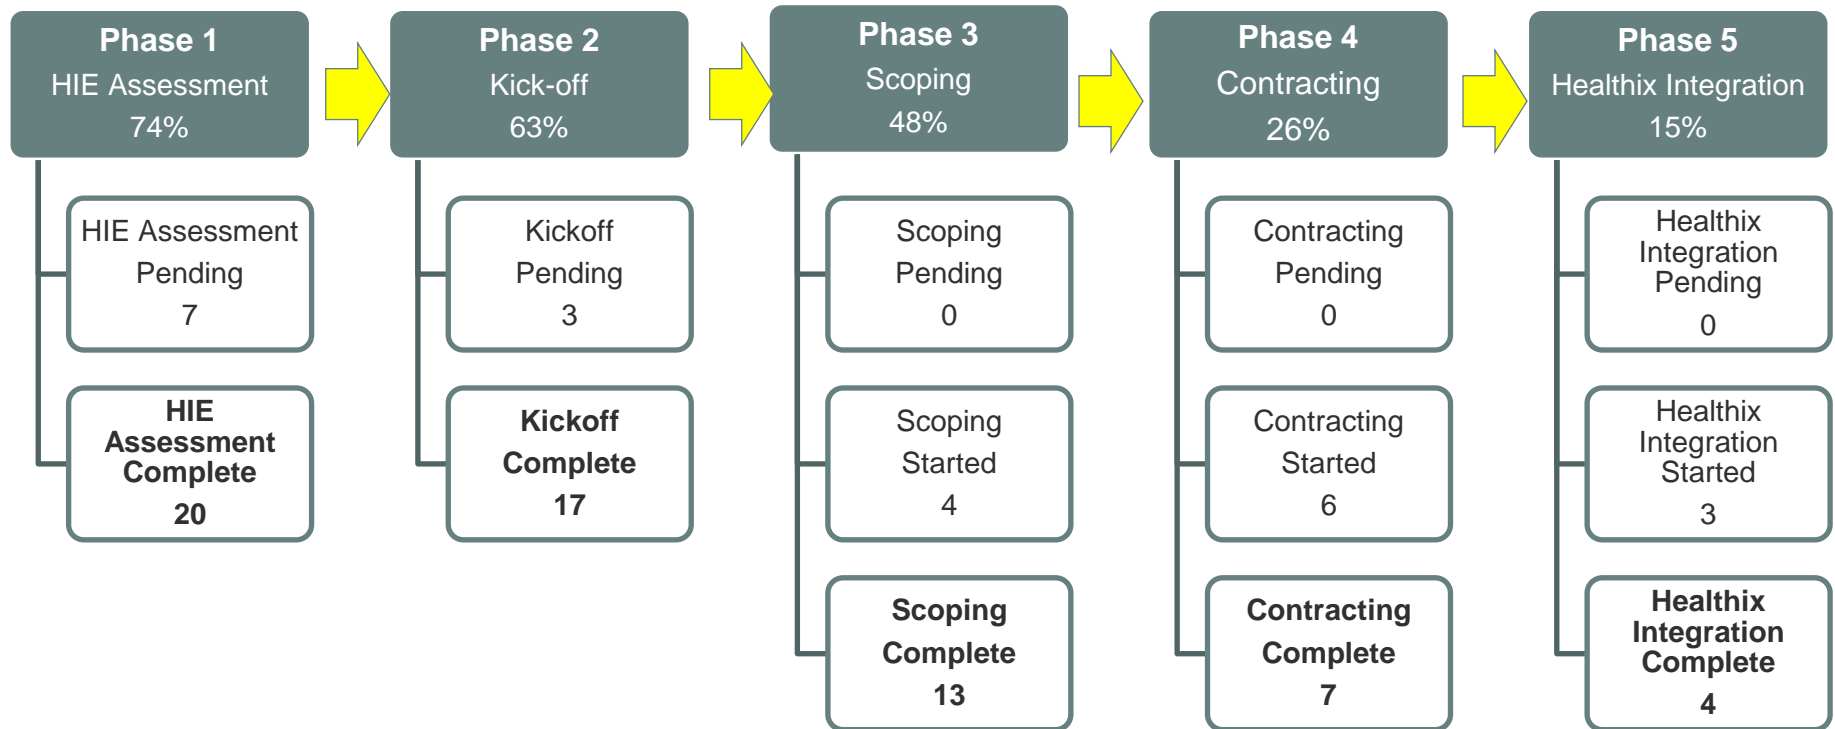 Phase 1
HIE Assessment
74%
HIE Assessment
Pending
7
HIE
Assessment
Complete
20
Phase 2
Kick-off
63%
Kickoff
Pending
3
Kickoff
Complete
17
Phase 3
Scoping
48%
Scoping
Pending
0
Scoping
Started
4
Scoping
Complete
13
Phase 4
Contracting
26%
Contracting
Pending
0
Contracting
Started
6
Contracting
Complete
7
Phase 5
Healthix Integration
15%
Healthix
Integration
Pending
0
Healthix
Integration
Started
3
Healthix
Integration
Complete
4